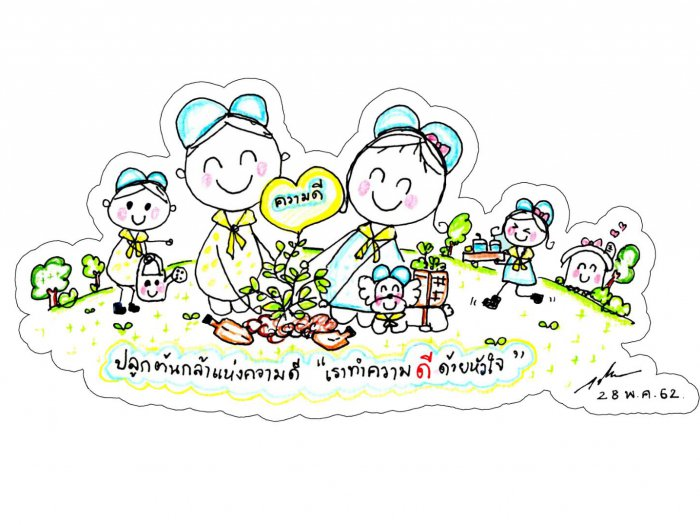 ความดี
ปลูกต้นกล้าแห่งความดี "เราทำความ ดี ด้วยหัวใจ"
28 พ.ค. 62.